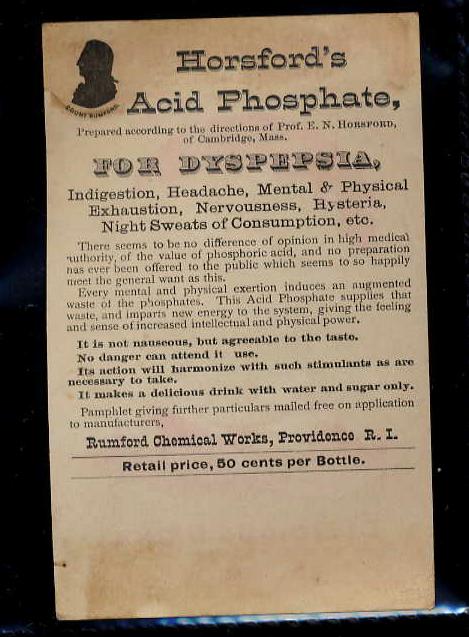 COUNT RUMFORD.
Horsford's
Acid Phosphate,
Prepared according to the directions of Prof. E. N. HORSFORD,
of Cambridge, Mass.
FOR DYSPEPSIA,
Indigestion, Headache, Mental & Physical
Exhaustion, Nervousness, Hysteria,
Night Sweats of Consumption, etc.
There seems to be no difference of opinion in high medical
authority, of the value of phosphoric acid, and no preparation
has ever been offered to the public which seems to so happily
meet the general want as this.
Every mental and physical exertion induces an augmented
waste of the phosphates. This Acid Phosphate supplies that
waste, and imparts new energy to the system, giving the feeling
and sense of increased intellectual and physical power.
It is not nauseous, but agreeable to the taste.
No danger can attend it use.
Its action will harmonize with such stimulants as are
necessary to take.
It makes a delicious drink with water and sugar only.
Pamphlet giving further particulars mailed free on application
to manufacturers,
Rumford Chemical Works, Providence R. I.
Retail price, 50 cents per Bottle.